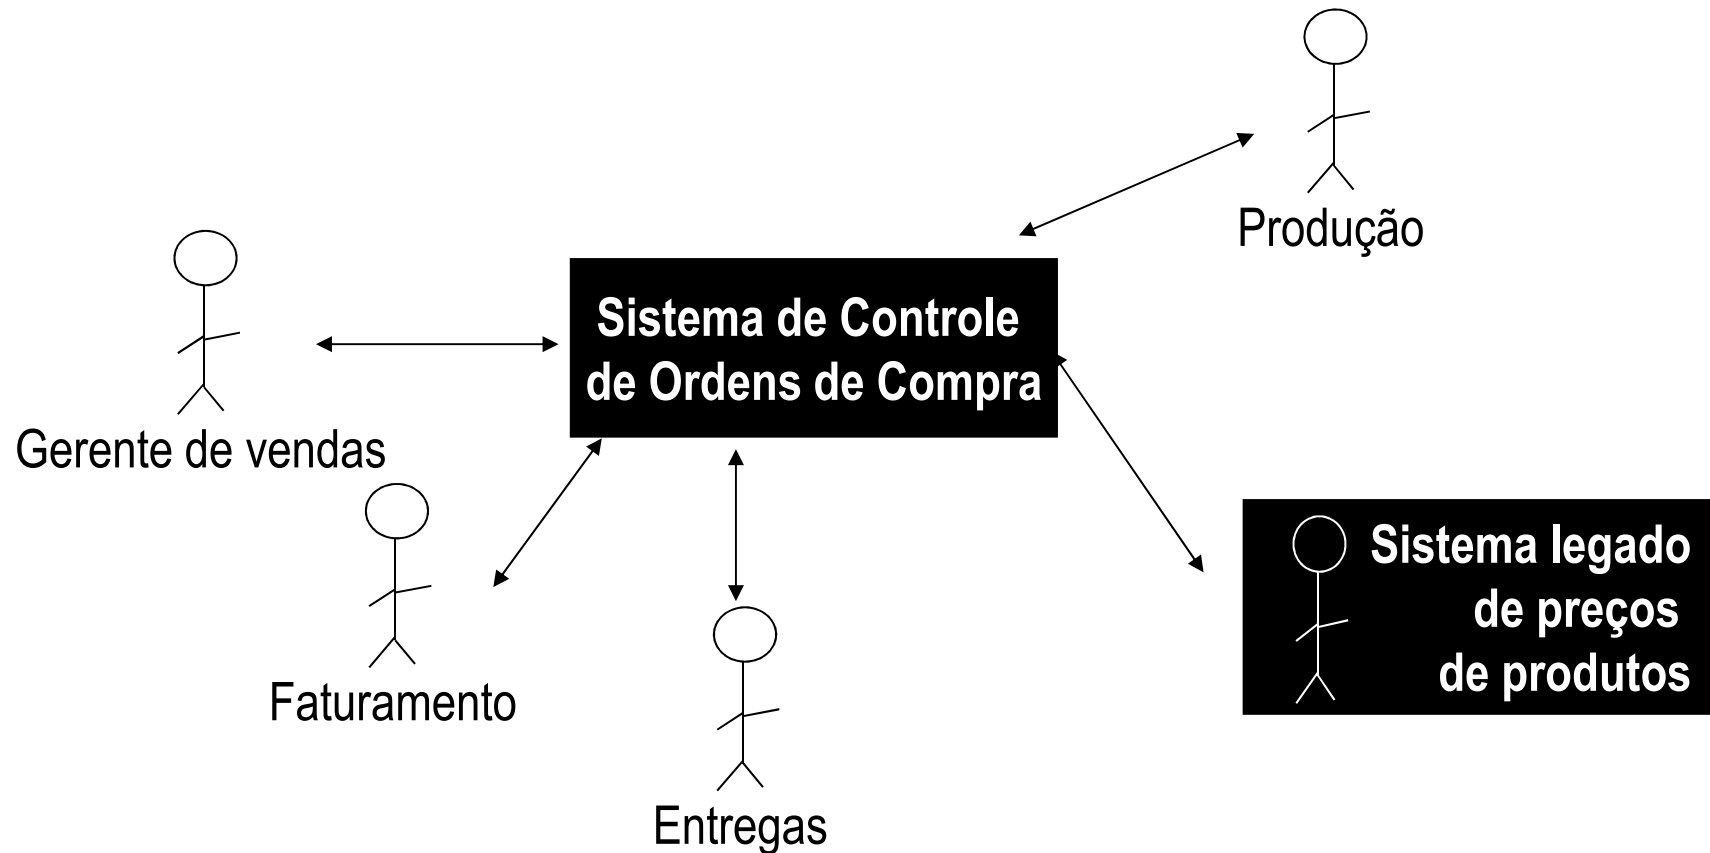 Produção
Sistema de Controle
de Ordens de Compra
Gerente de vendas
Sistema legado
de preços
de produtos
Faturamento
Entregas